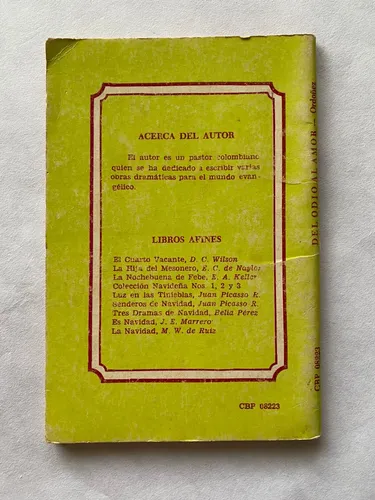 ACERCA DEL AUTOR
El autor es un pastor colombiano
quien se ha dedicado a escribir varias
obras dramáticas para el mundo evan-
gélico.
LIBROS AFINES
El Cuarto Vacante, D. C. Wilson
La Hija del Mesonero, E. C. de Naylor
La Nochebuena de Febe, E. A. Keller
Colección Navideña Nos. 1, 2 y 3
Luz en las Tinieblas, Juan Picasso R.
Senderos de Navidad, Juan Picasso R.
Tres Dramas de Navidad, Belia Pérez
Es Navidad, J. E. Marrero
La Navidad, M. W. de Ruiz
CBP 08223
DEL ODIO AL AMOR — Ordoñez
CBP 08223